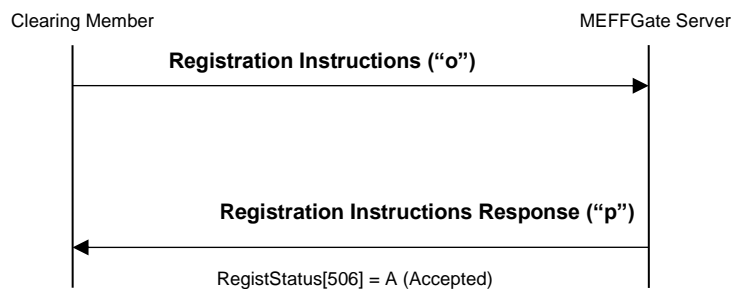 Clearing Member
MEFFGate Server
Registration Instructions (“o”)
Registration Instructions Response (“p”)
RegistStatus[506] = A (Accepted)